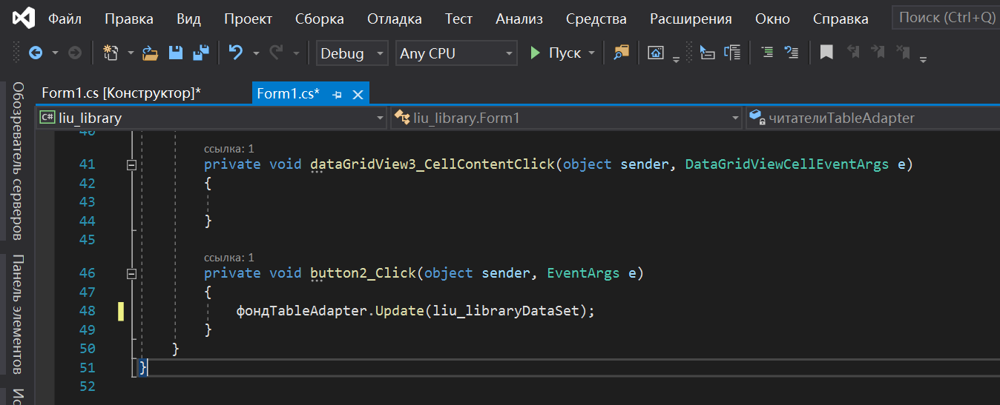 Файл Правка Вид Проект Сборка Отладка Тест Анализ Средства Расширения Окно Справка Поиск (Ctrl+Q)
Debug Any CPU Пуск
Form1.cs [Конструктор]* Form1.cs*
C# liu_library liu_library.Form1 читателиTableAdapter
Обозреватель серверов
Панель элементов
40
ссылка: 1
41 private void dataGridView3_CellContentClick(object sender, DataGridViewCellEventArgs e)
42 {
43
44 }
45
ссылка: 1
46 private void button2_Click(object sender, EventArgs e)
47 {
48 фондTableAdapter.Update(liu_libraryDataSet);
49 }
50 }
51 }
52